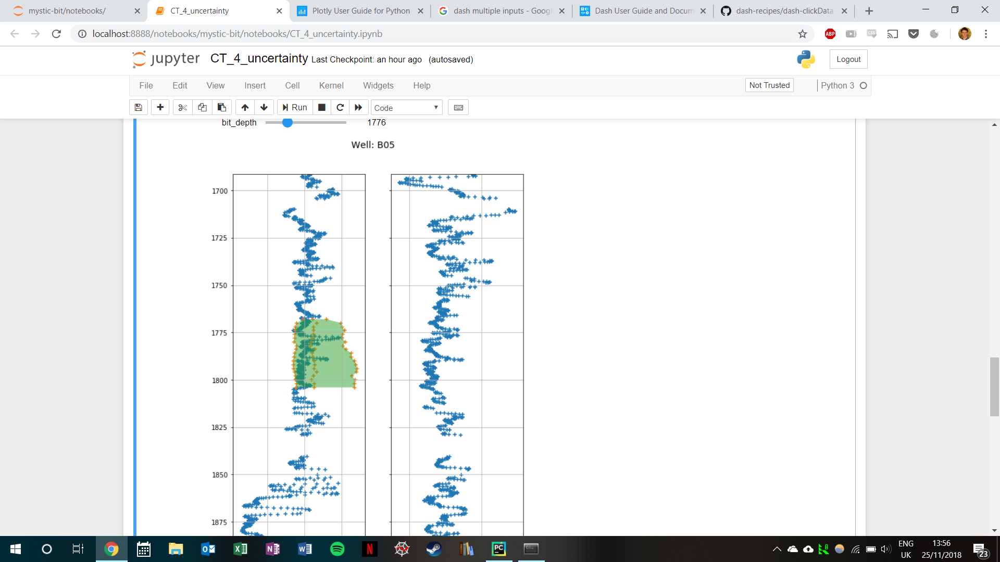 mystic-bit/notebooks/
CT_4_uncertainty
Plotly User Guide for Python
dash multiple inputs - Googl
Dash User Guide and Docum
dash-recipes/dash-clickData-
localhost:8888/notebooks/mystic-bit/notebooks/CT_4_uncertainty.ipynb
ABP
CSS
jupyter
CT_4_uncertainty Last Checkpoint: an hour ago (autosaved)
Logout
File Edit View Insert Cell Kernel Widgets Help
Not Trusted
Python 3
Run
Code
bit_depth
1776
Well: B05
1700
1725
1750
1775
1800
1825
1850
1875
ENG
UK
13:56
25/11/2018
23